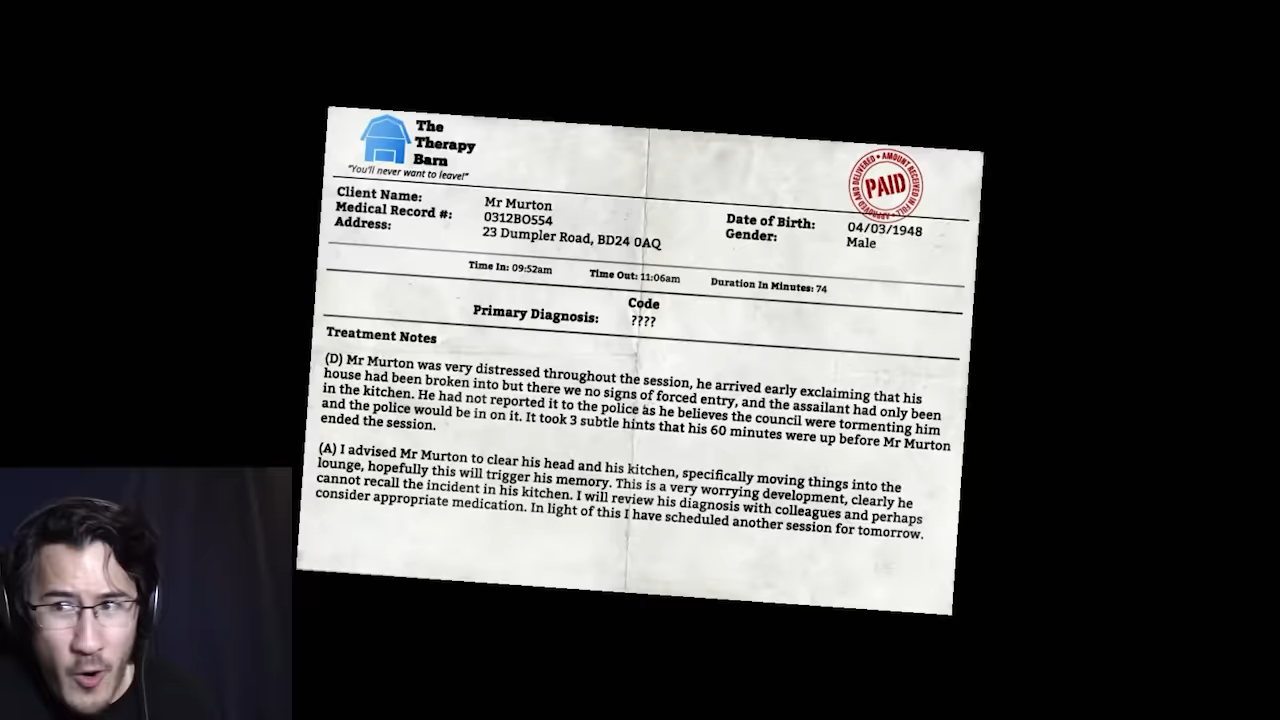 The
Therapy
Barn
"You'll never want to leave!"
AND DELIVERED • AMOUNT RECEIVED IN FULL
PAID
Client Name: Mr Murton
Medical Record #: 0312BO554
Address: 23 Dumpler Road, BD24 0AQ
Date of Birth: 04/03/1948
Gender: Male
Time In: 09:52am Time Out: 11:06am Duration In Minutes: 74
Code
Primary Diagnosis: ????
Treatment Notes
(D) Mr Murton was very distressed throughout the session, he arrived early exclaiming that his
house had been broken into but there we no signs of forced entry, and the assailant had only been
in the kitchen. He had not reported it to the police as he believes the council were tormenting him
and the police would be in on it. It took 3 subtle hints that his 60 minutes were up before Mr Murton
ended the session.
(A) I advised Mr Murton to clear his head and his kitchen, specifically moving things into the
lounge, hopefully this will trigger his memory. This is a very worrying development, clearly he
cannot recall the incident in his kitchen. I will review his diagnosis with colleagues and perhaps
consider appropriate medication. In light of this I have scheduled another session for tomorrow.